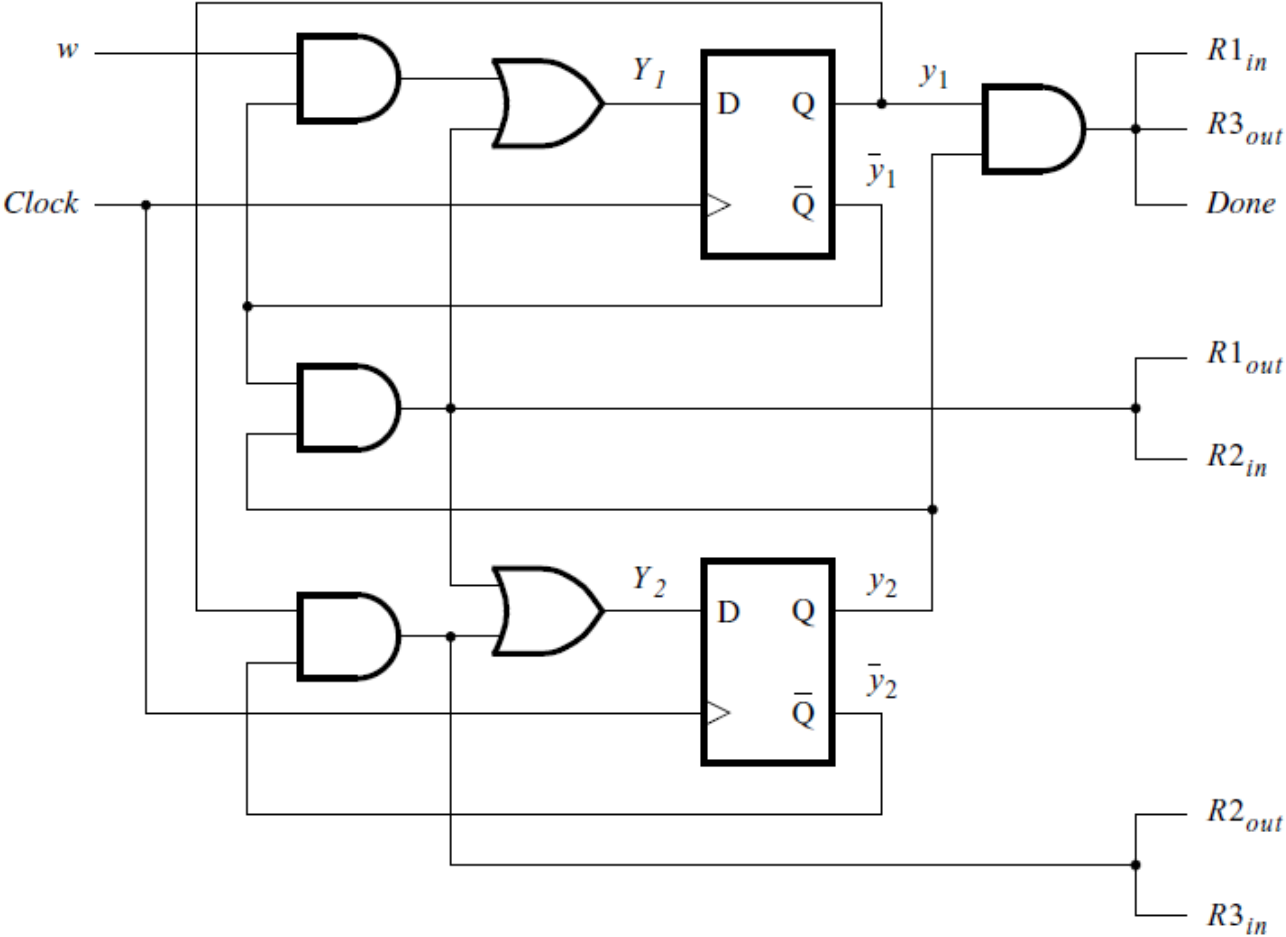 w
Y₁
y₁
R1ᵢₙ
D
Q
R3ₒᵤₜ
ȳ₁
Clock
Q̄
Done
R1ₒᵤₜ
R2ᵢₙ
Y₂
y₂
D
Q
ȳ₂
Q̄
R2ₒᵤₜ
R3ᵢₙ